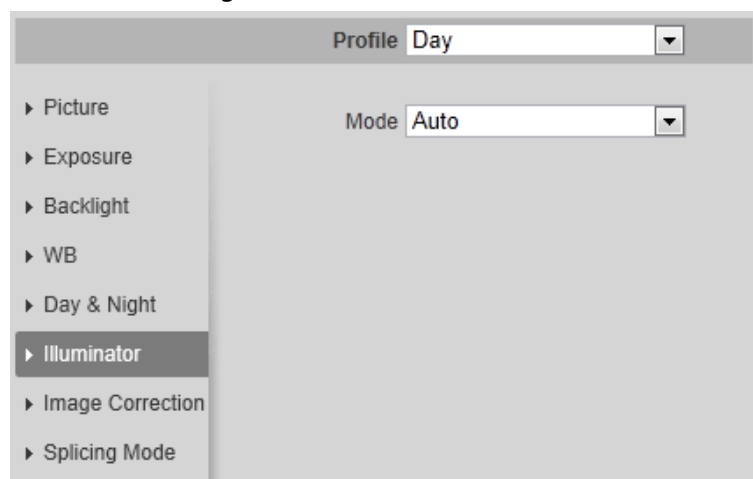 Profile Day
Picture
Mode Auto
Exposure
Backlight
WB
Day & Night
Illuminator
Image Correction
Splicing Mode